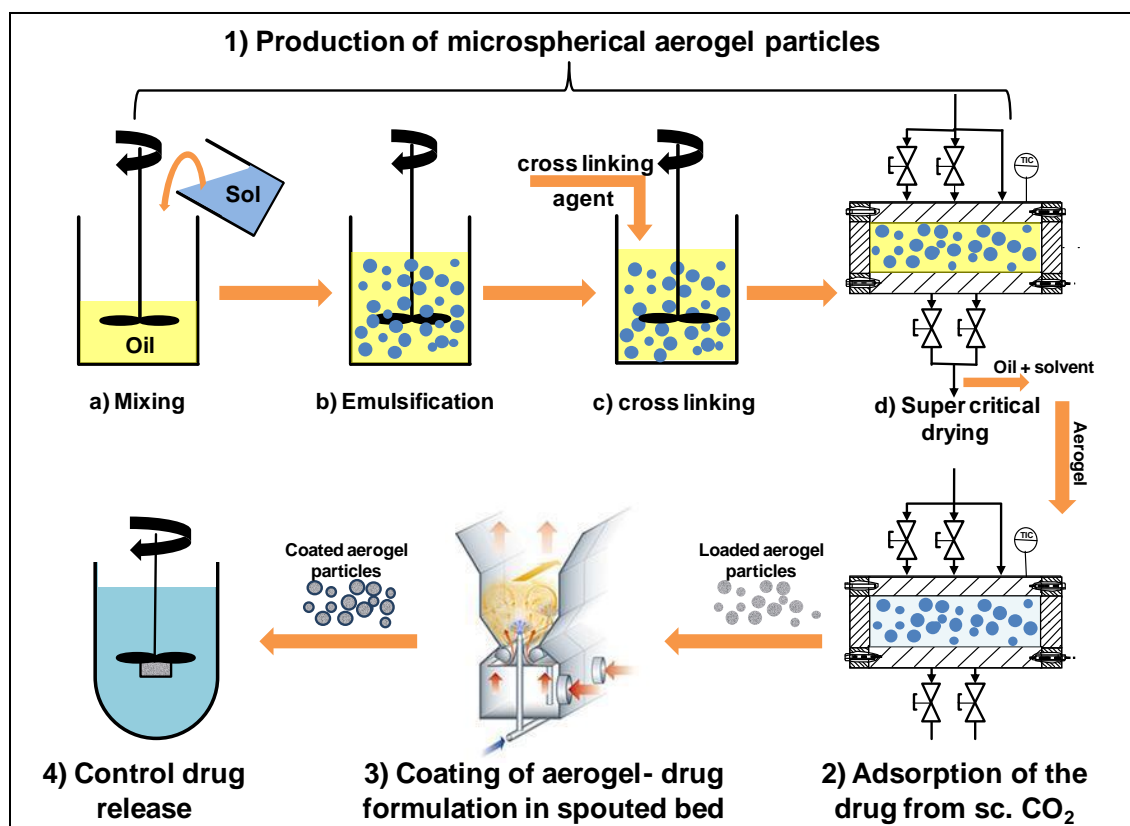 1) Production of microspherical aerogel particles
Sol
cross linking
agent
TIC
Oil
a) Mixing
b) Emulsification
c) cross linking
Oil + solvent
d) Super critical
drying
Aerogel
Coated aerogel
particles
Loaded aerogel
particles
TIC
4) Control drug
release
3) Coating of aerogel- drug
formulation in spouted bed
2) Adsorption of the
drug from sc. CO₂